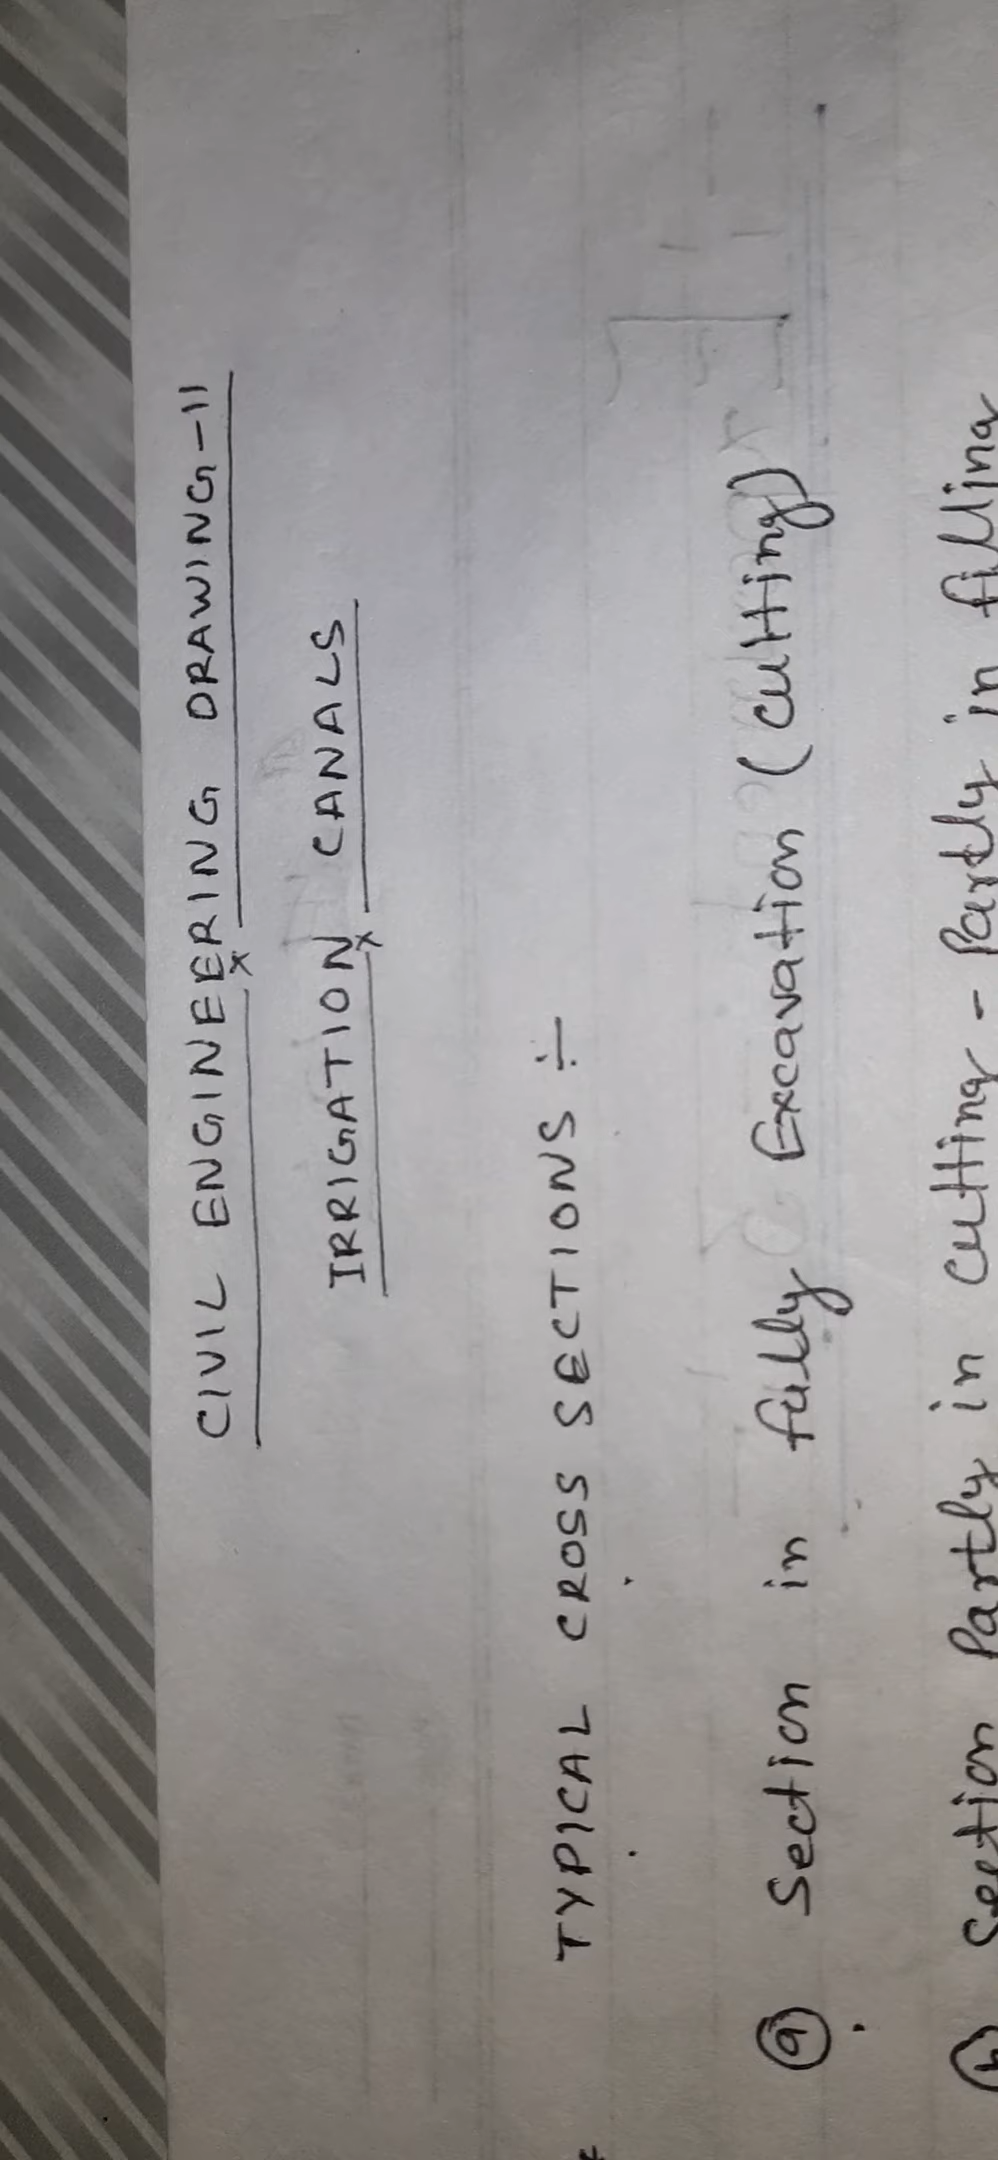 CIVIL ENGINEERING DRAWING-II
IRRIGATION CANALS
TYPICAL CROSS SECTIONS ÷
(a) Section in fully Excavation (cutting)
(b) Section Partly in cutting - Partly in filling